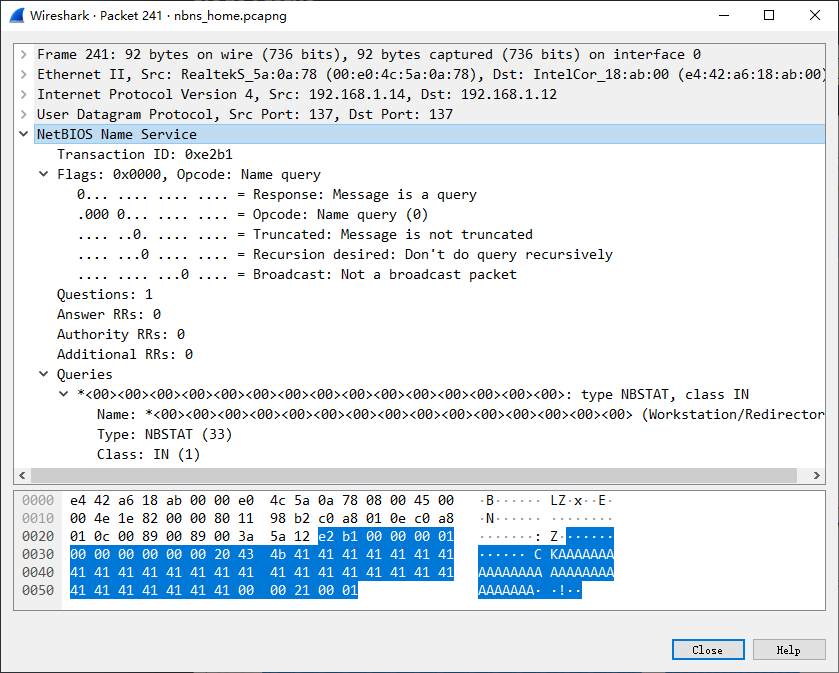 Wireshark · Packet 241 · nbns_home.pcapng
Frame 241: 92 bytes on wire (736 bits), 92 bytes captured (736 bits) on interface 0
Ethernet II, Src: RealtekS_5a:0a:78 (00:e0:4c:5a:0a:78), Dst: IntelCor_18:ab:00 (e4:42:a6:18:ab:00)
Internet Protocol Version 4, Src: 192.168.1.14, Dst: 192.168.1.12
User Datagram Protocol, Src Port: 137, Dst Port: 137
NetBIOS Name Service
Transaction ID: 0xe2b1
Flags: 0x0000, Opcode: Name query
0... .... .... .... = Response: Message is a query
.000 0... .... .... = Opcode: Name query (0)
.... ..0. .... .... = Truncated: Message is not truncated
.... ...0 .... .... = Recursion desired: Don't do query recursively
.... .... ...0 .... = Broadcast: Not a broadcast packet
Questions: 1
Answer RRs: 0
Authority RRs: 0
Additional RRs: 0
Queries
*<00><00><00><00><00><00><00><00><00><00><00><00><00><00><00>: type NBSTAT, class IN
Name: *<00><00><00><00><00><00><00><00><00><00><00><00><00><00><00> (Workstation/Redirector
Type: NBSTAT (33)
Class: IN (1)
0000 e4 42 a6 18 ab 00 00 e0 4c 5a 0a 78 08 00 45 00 ·B······ LZ·x··E·
0010 00 4e 1e 82 00 00 80 11 98 b2 c0 a8 01 0e c0 a8 ·N······ ········
0020 01 0c 00 89 00 89 00 3a 5a 12 e2 b1 00 00 00 01 ·······: Z·······
0030 00 00 00 00 00 00 20 43 4b 41 41 41 41 41 41 41 ······ C KAAAAAAA
0040 41 41 41 41 41 41 41 41 41 41 41 41 41 41 41 41 AAAAAAAA AAAAAAAA
0050 41 41 41 41 41 41 41 00 00 21 00 01 AAAAAAA· ·!··
Close
Help